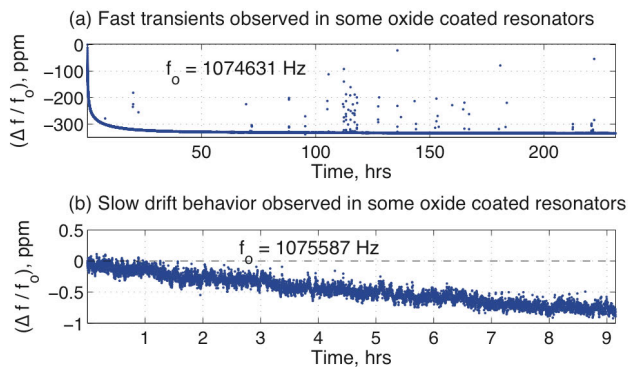 (a) Fast transients observed in some oxide coated resonators
(Δ f / fo), ppm
0
−100
−200
−300
fo = 1074631 Hz
50 100 150 200
Time, hrs
(b) Slow drift behavior observed in some oxide coated resonators
(Δ f / fo), ppm
0.5
0
−0.5
−1
fo = 1075587 Hz
1 2 3 4 5 6 7 8 9
Time, hrs